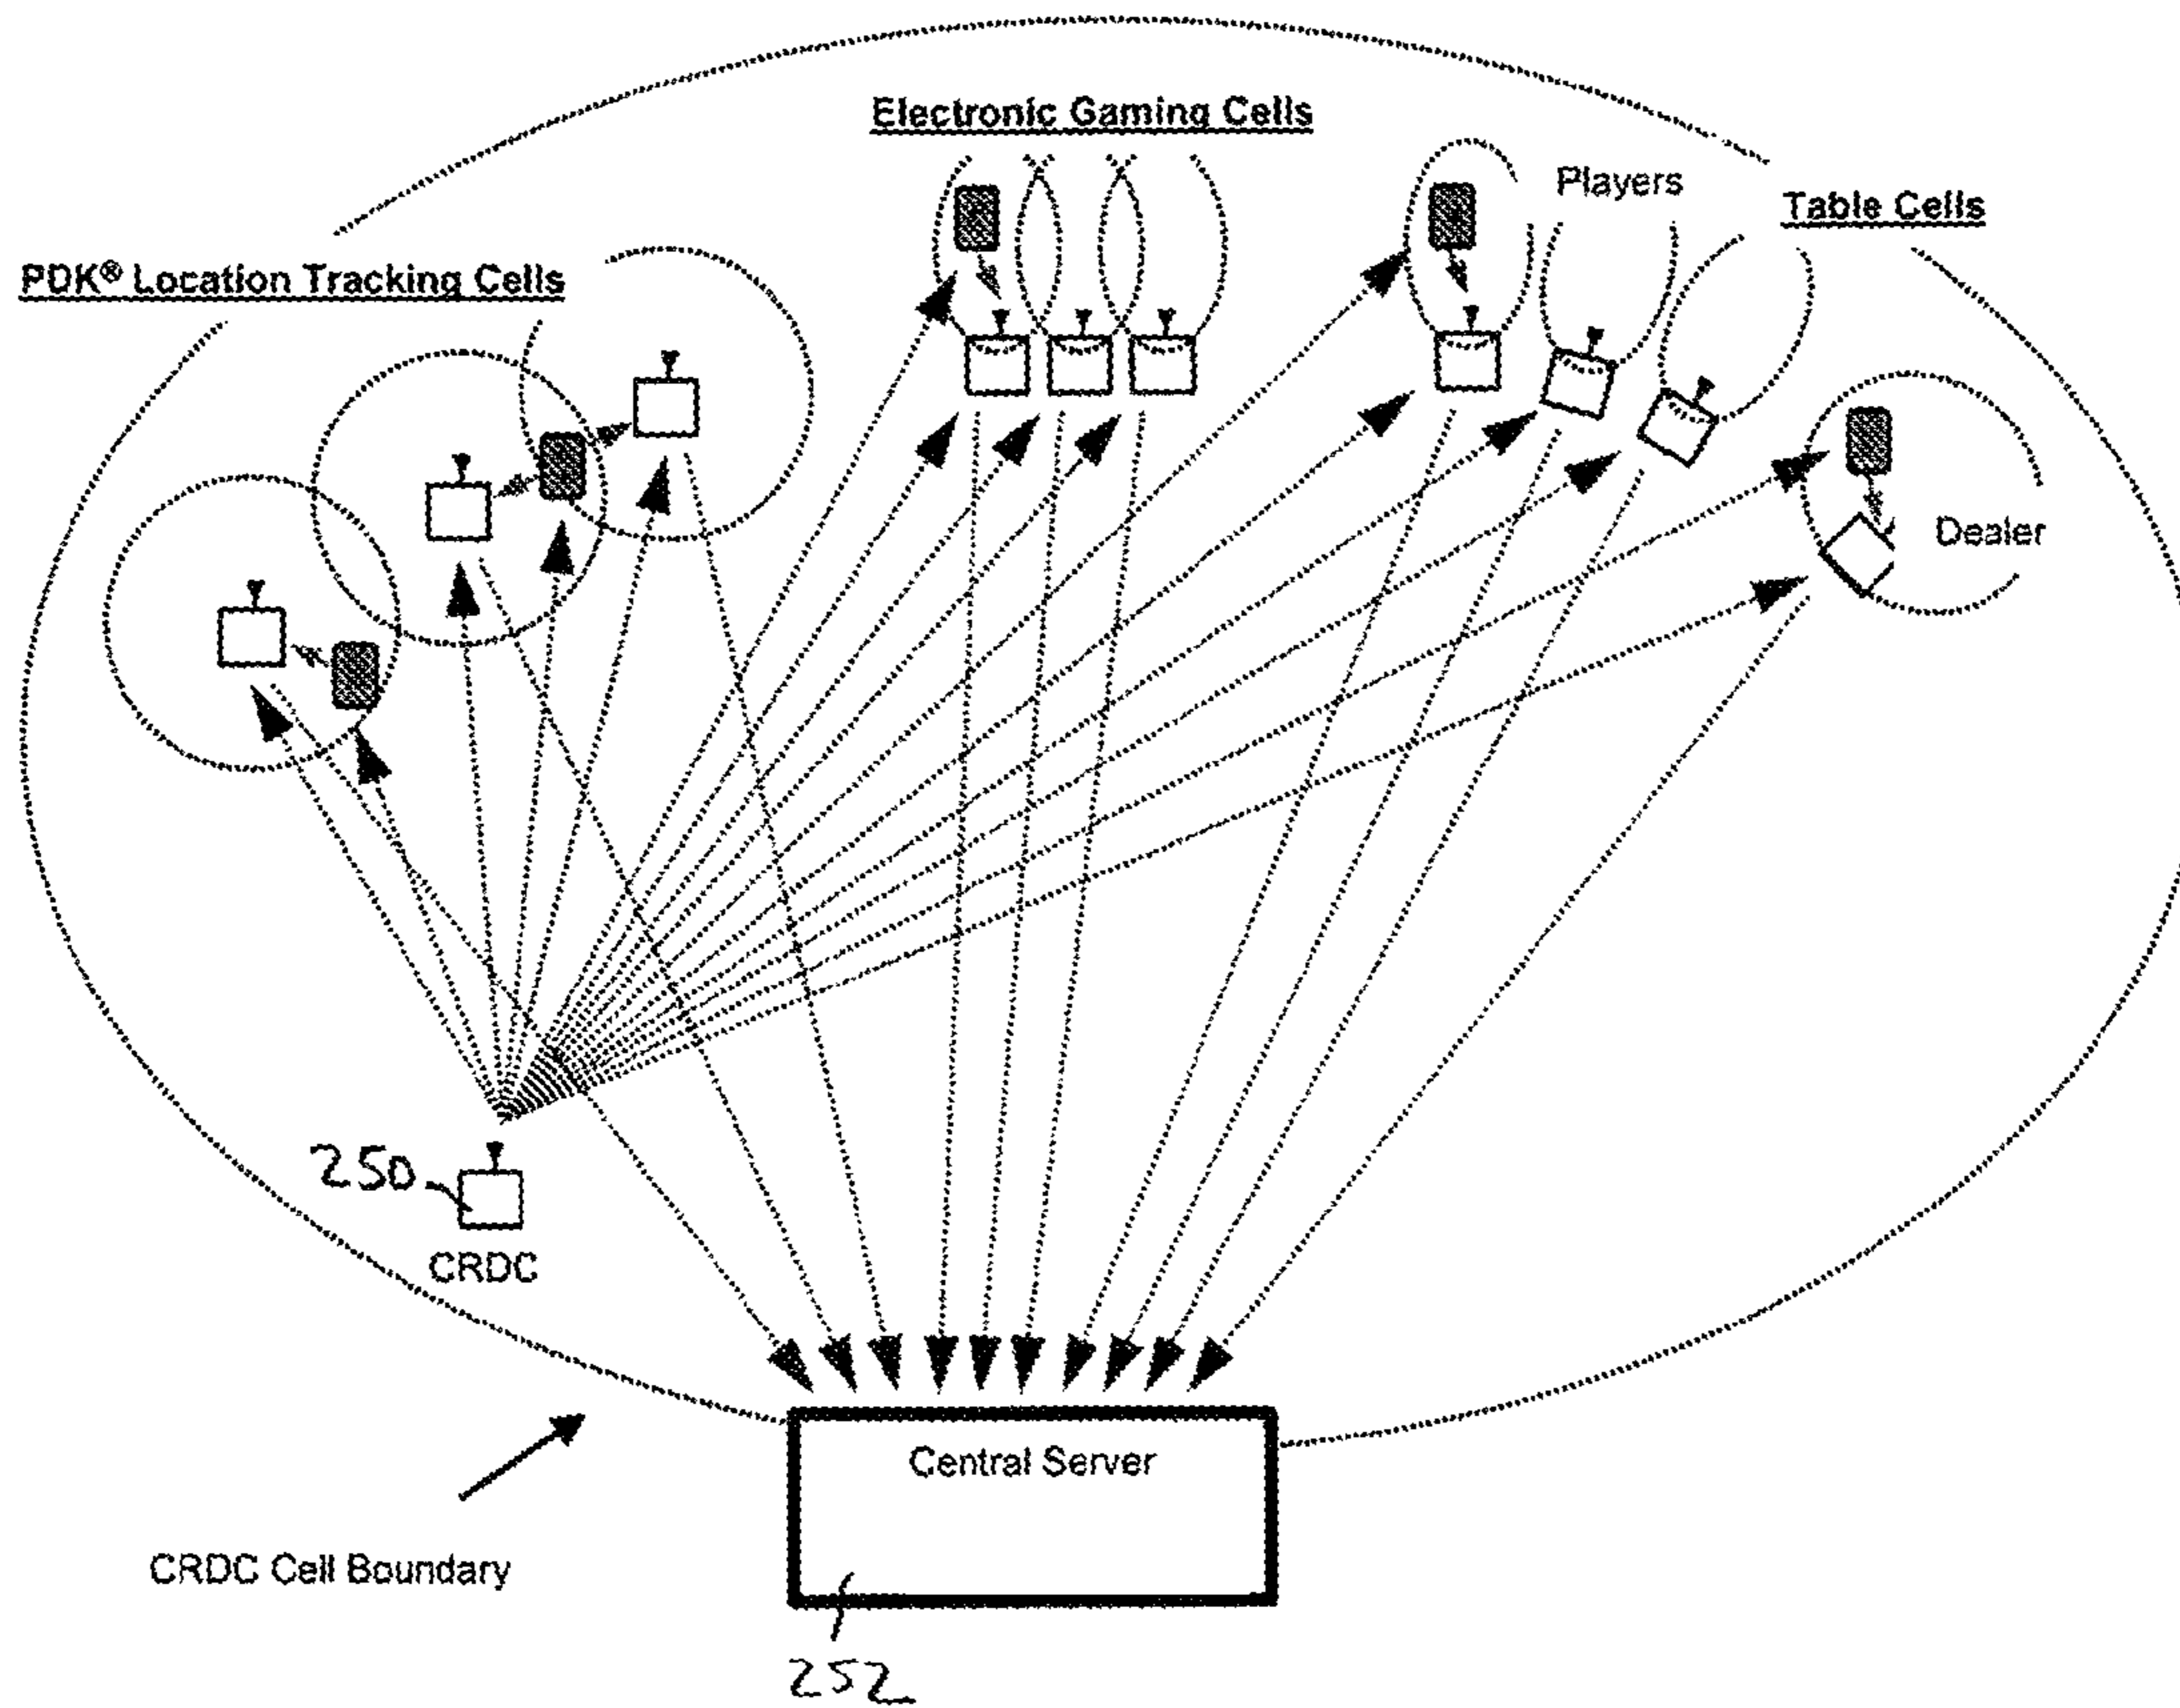 Electronic Gaming Cells
Players
Table Cells
PDK® Location Tracking Cells
Dealer
250
CRDC
Central Server
CRDC Cell Boundary
252